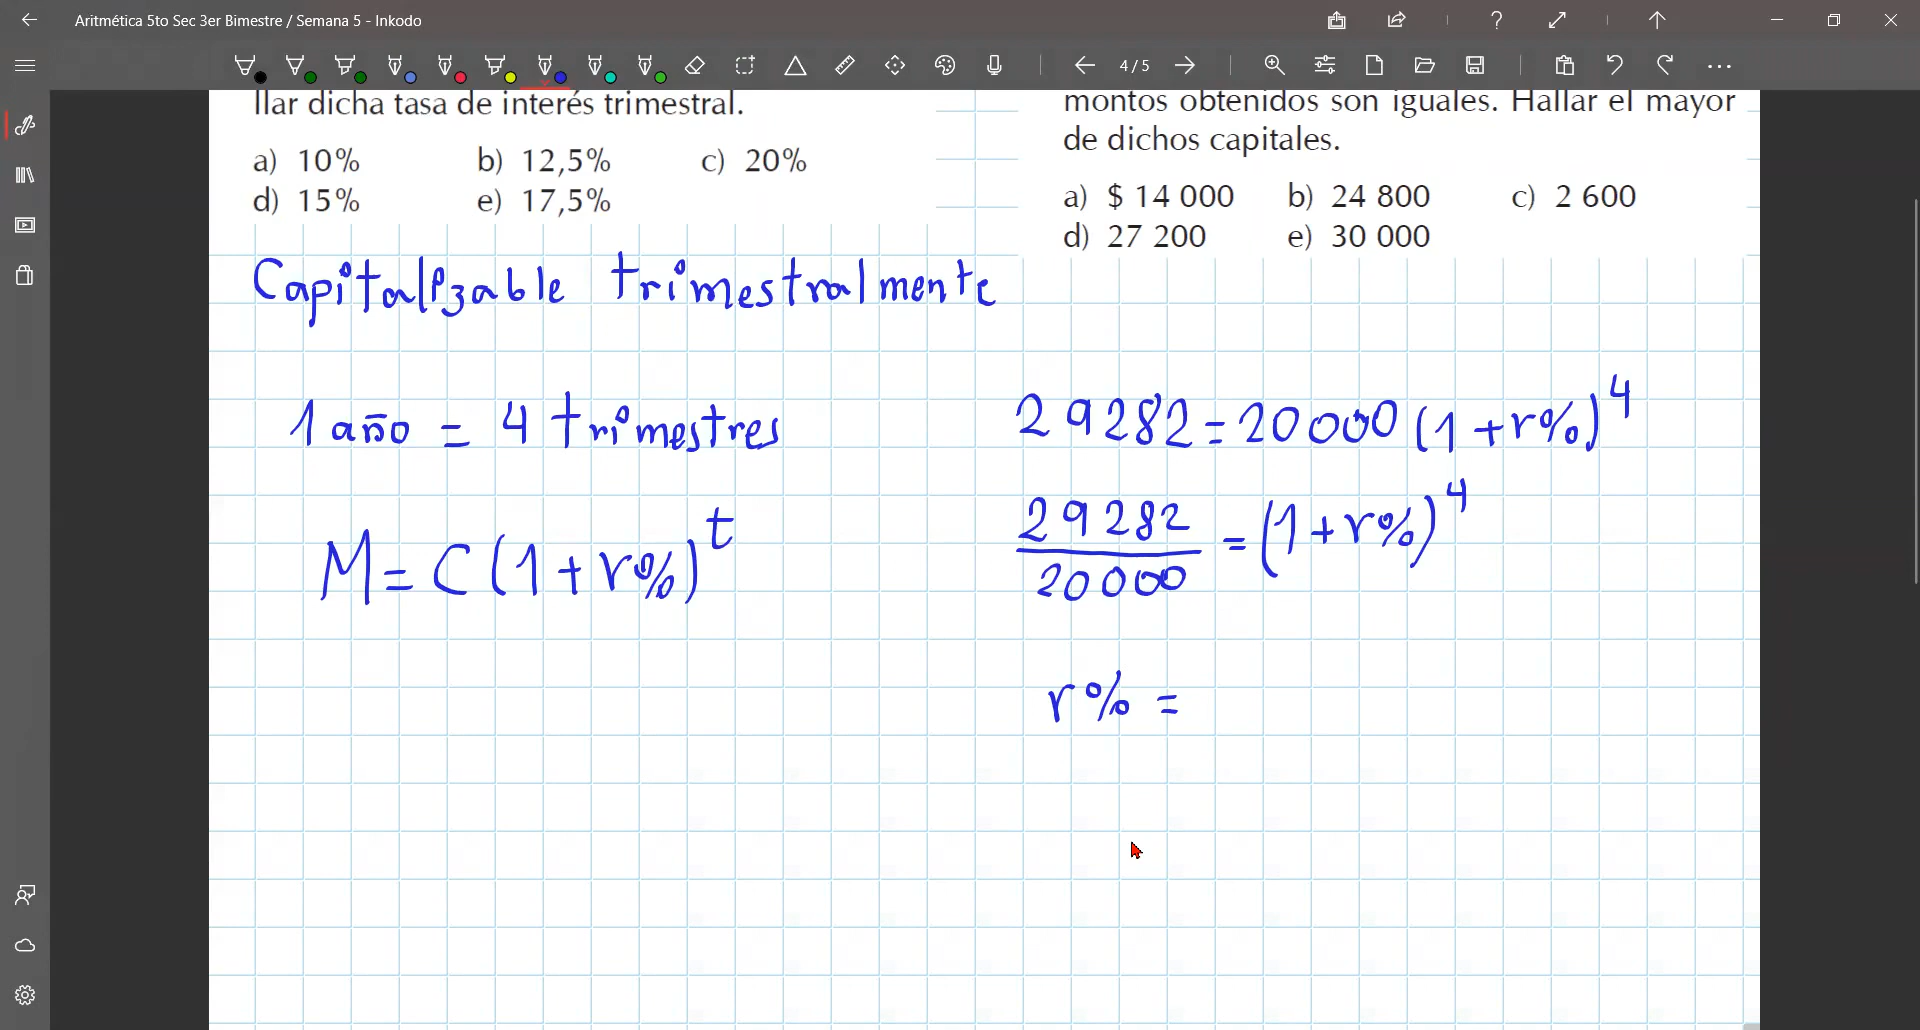 Aritmética 5to Sec 3er Bimestre / Semana 5 - Inkodo
4 / 5
llar dicha tasa de interés trimestral.
a) 10% b) 12,5% c) 20%
d) 15% e) 17,5%
montos obtenidos son iguales. Hallar el mayor
de dichos capitales.
a) $ 14 000 b) 24 800 c) 2 600
d) 27 200 e) 30 000
Capitalizable trimestralmente
1 año = 4 trimestres
M = C (1 + r%)^t
29282 = 20000 (1 + r%)^4
29282/20000 = (1 + r%)^4
r% =